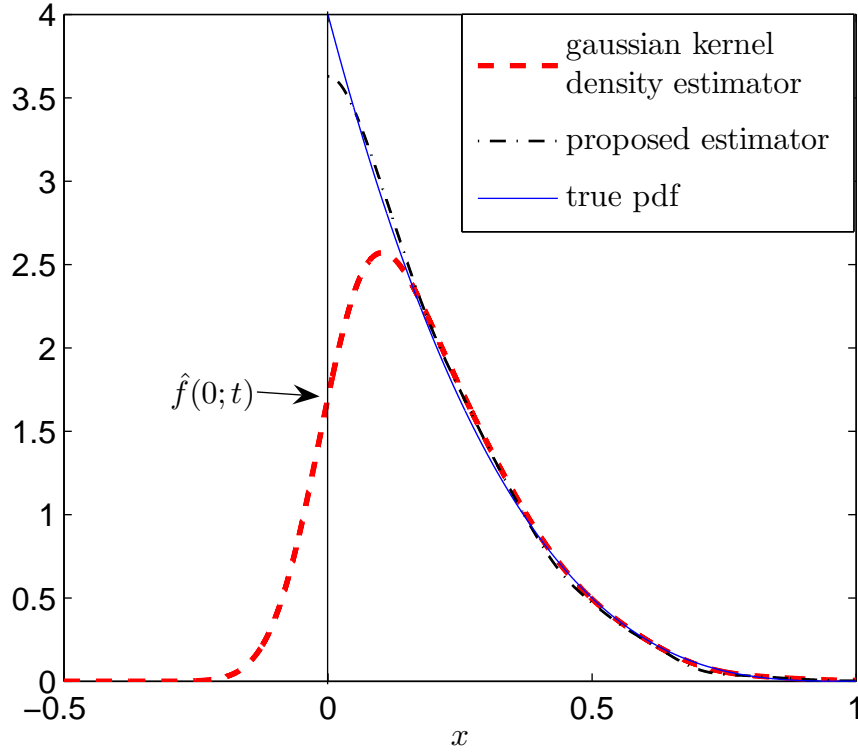 4
3.5
3
2.5
2
1.5
1
0.5
0
−0.5
0
0.5
1
x
gaussian kernel
density estimator
proposed estimator
true pdf
f̂(0; t)